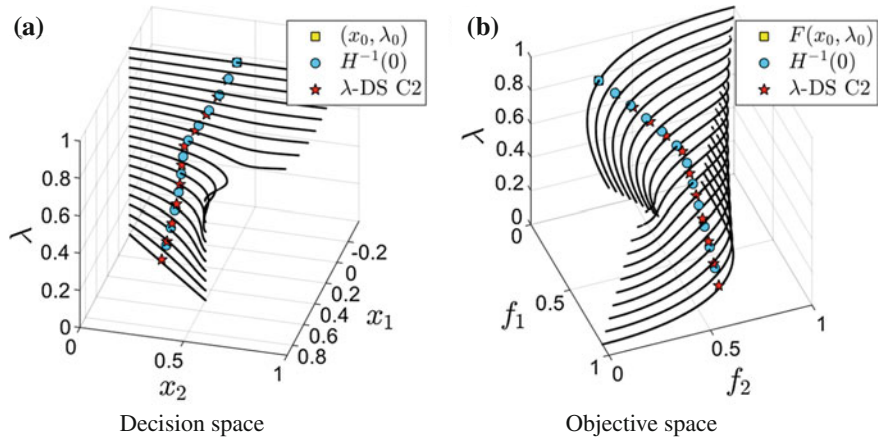 (a)
(x₀, λ₀)
H⁻¹(0)
λ-DS C2
1
0.8
0.6
0.4
0.2
0
λ
0
0.5
1
x₂
-0.2
0
0.2
0.4
0.6
0.8
x₁
Decision space
(b)
F(x₀, λ₀)
H⁻¹(0)
λ-DS C2
1
0.8
0.6
0.4
0.2
0
λ
0
0.5
1
f₁
0
0.5
1
f₂
Objective space